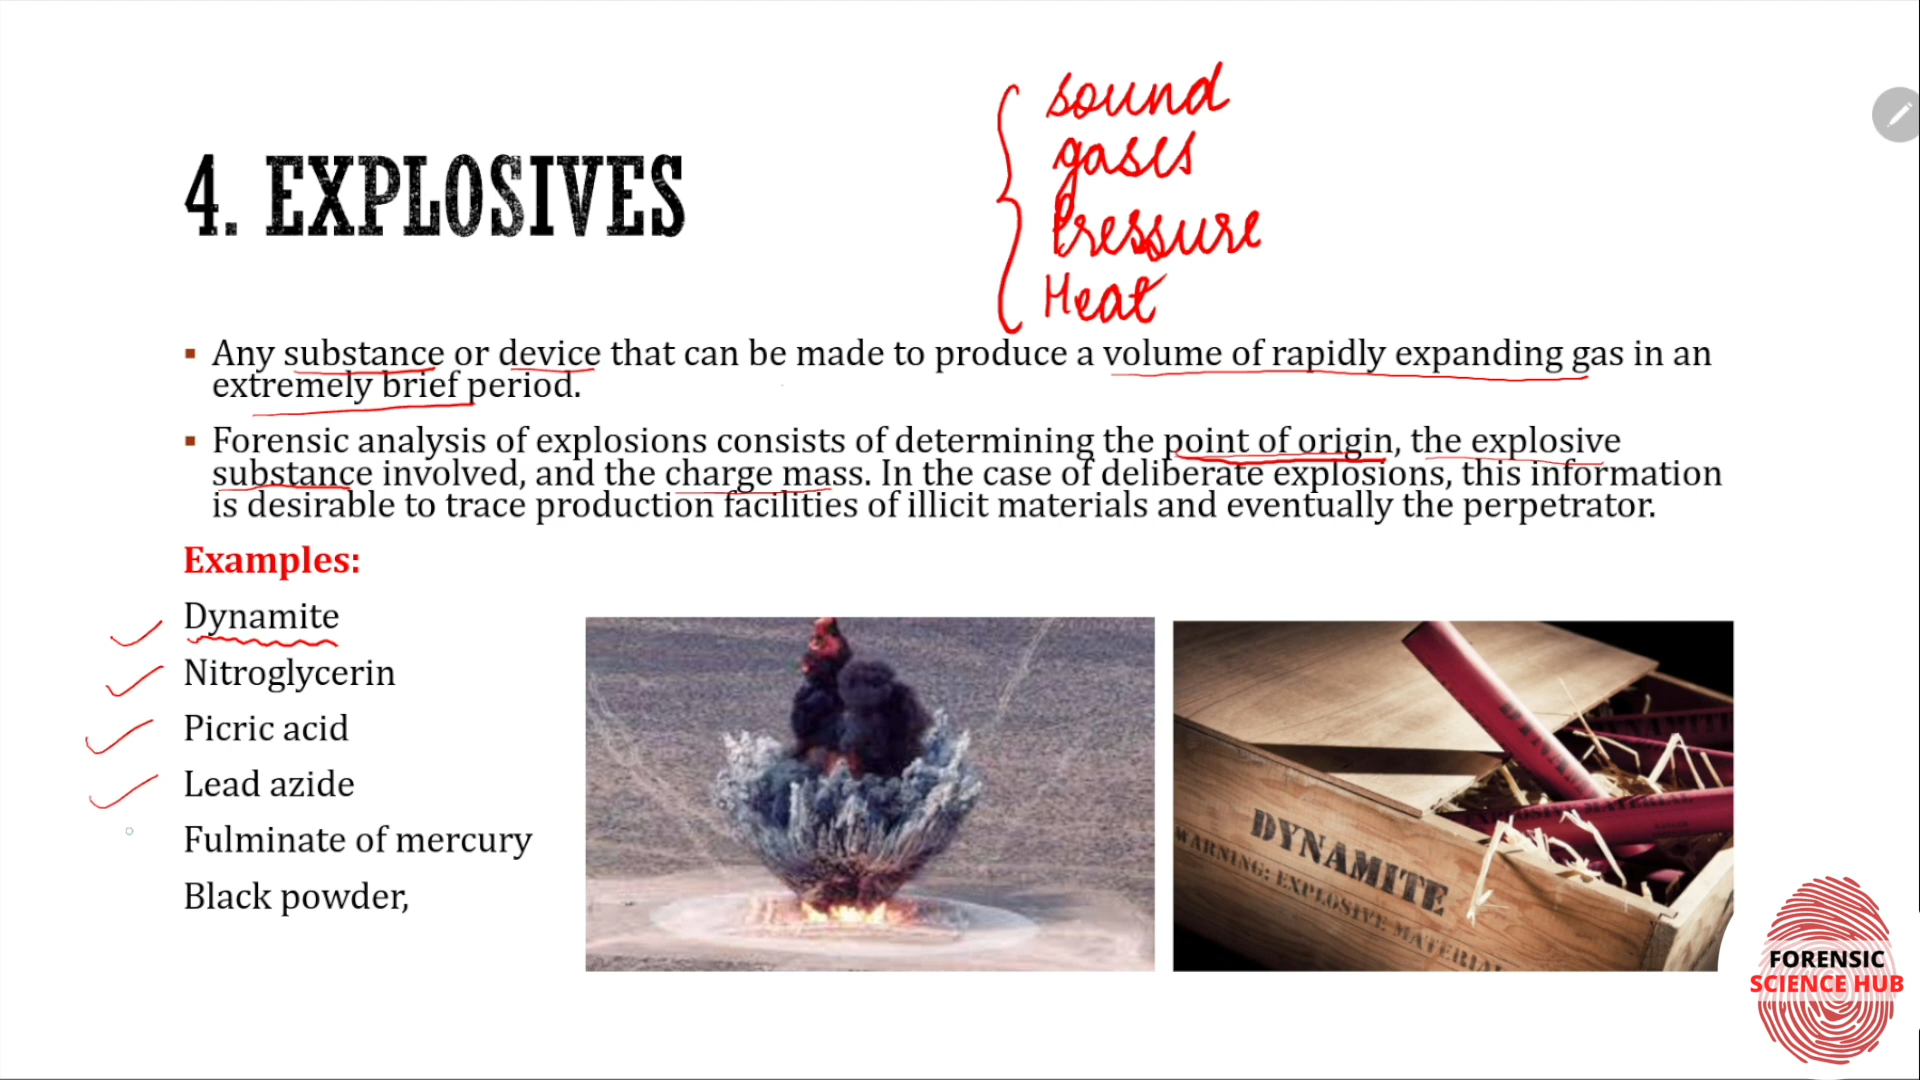 sound
gases
Pressure
Heat
4. EXPLOSIVES
▪ Any substance or device that can be made to produce a volume of rapidly expanding gas in an
extremely brief period.
▪ Forensic analysis of explosions consists of determining the point of origin, the explosive
substance involved, and the charge mass. In the case of deliberate explosions, this information
is desirable to trace production facilities of illicit materials and eventually the perpetrator.
Examples:
Dynamite
Nitroglycerin
Picric acid
Lead azide
Fulminate of mercury
Black powder,
DYNAMITE
WARNING: EXPLOSIVE MATERIAL
EXPLOSIVE MATERIAL
FORENSIC
SCIENCE HUB